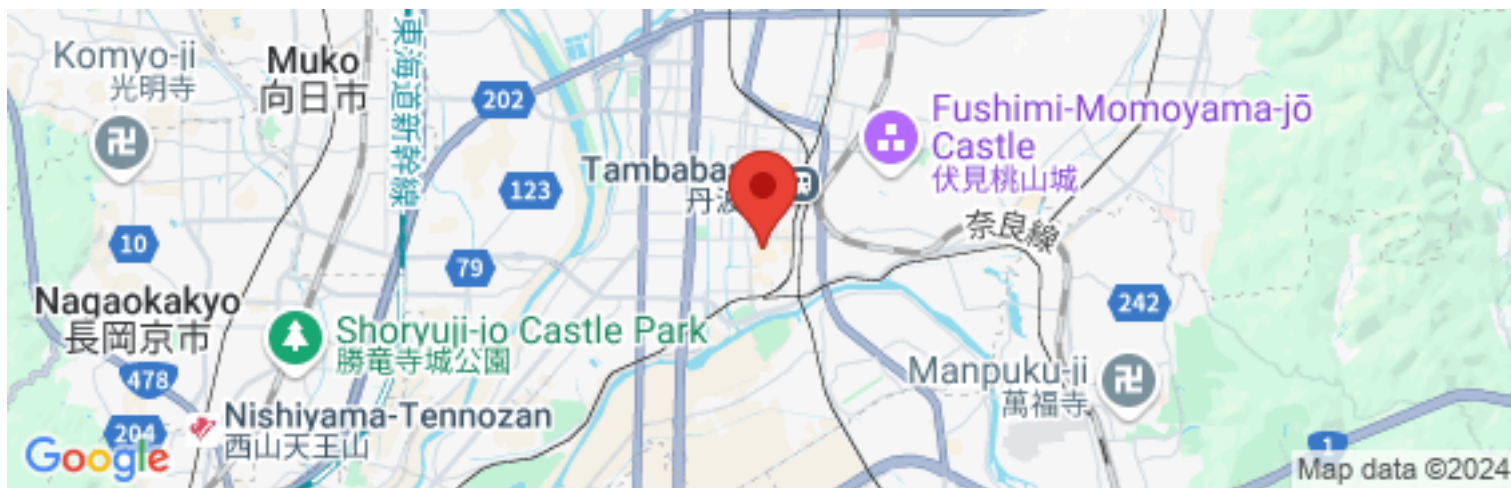 Komyo-ji
光明寺
Muko
向日市
東海道新幹線
202
Fushimi-Momoyama-jō
Castle
伏見桃山城
123
丹波
奈良線
10
79
242
Nagaokakyo
長岡京市
Shoryuji-jo Castle Park
勝竜寺城公園
478
Manpuku-ji
萬福寺
Nishiyama-Tennozan
西山天王山
204
1
Google
Map data ©2024